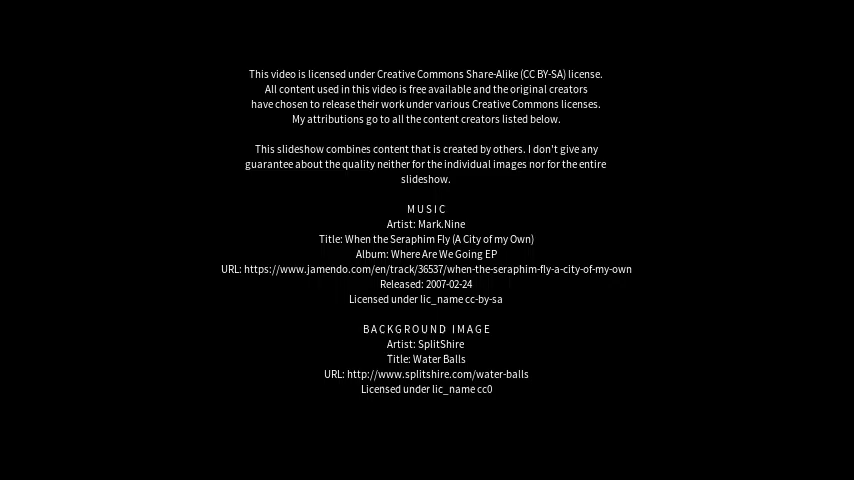 This video is licensed under Creative Commons Share-Alike (CC BY-SA) license.
All content used in this video is free available and the original creators
have chosen to release their work under various Creative Commons licenses.
My attributions go to all the content creators listed below.
This slideshow combines content that is created by others. I don't give any
guarantee about the quality neither for the individual images nor for the entire
slideshow.
MUSIC
Artist: Mark.Nine
Title: When the Seraphim Fly (A City of my Own)
Album: Where Are We Going EP
URL: https://www.jamendo.com/en/track/36537/when-the-seraphim-fly-a-city-of-my-own
Released: 2007-02-24
Licensed under lic_name cc-by-sa
BACKGROUND IMAGE
Artist: SplitShire
Title: Water Balls
URL: http://www.splitshire.com/water-balls
Licensed under lic_name cc0